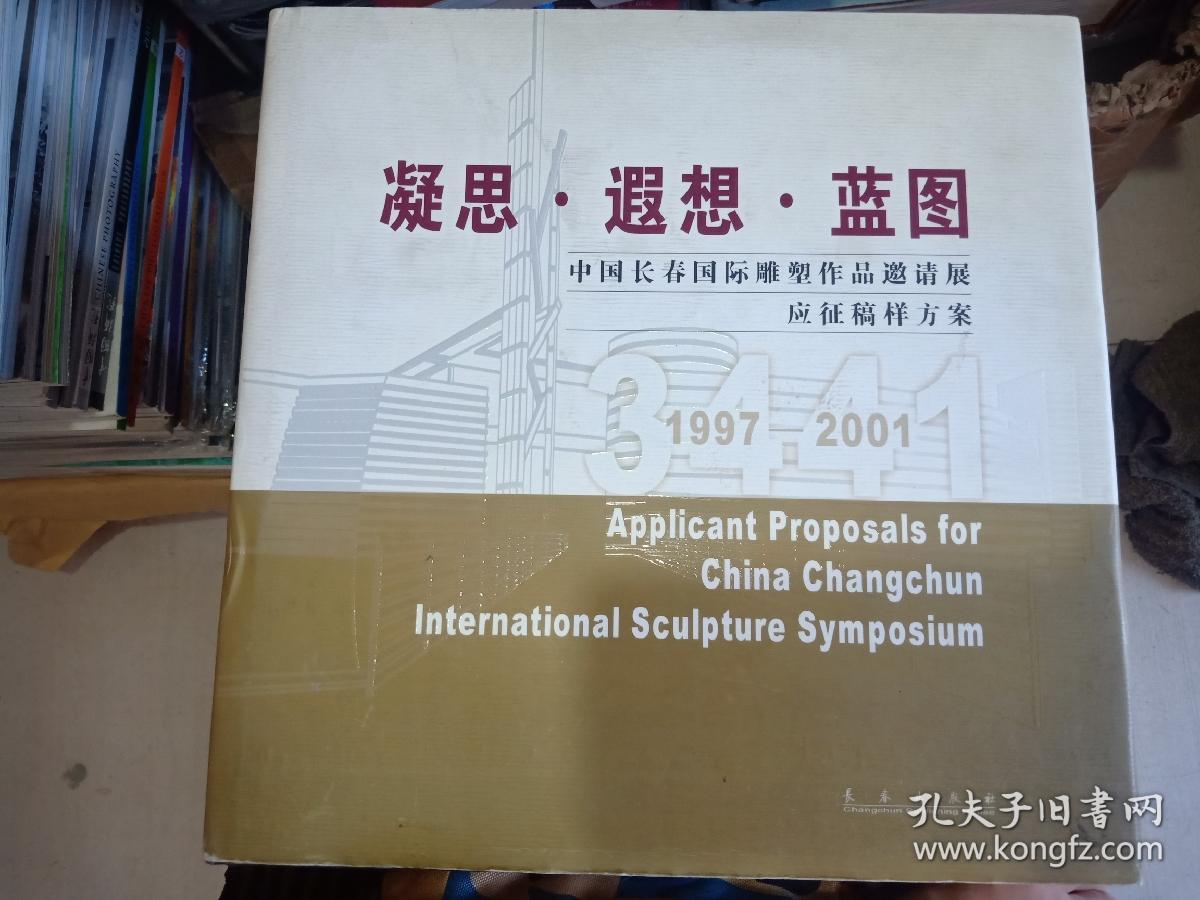 凝思·遐想·蓝图
中国长春国际雕塑作品邀请展
应征稿样方案
3441
1997-2001
Applicant Proposals for
China Changchun
International Sculpture Symposium
CHINESE PHOTOGRAPHY
孔夫子旧书网
www.kongfz.com